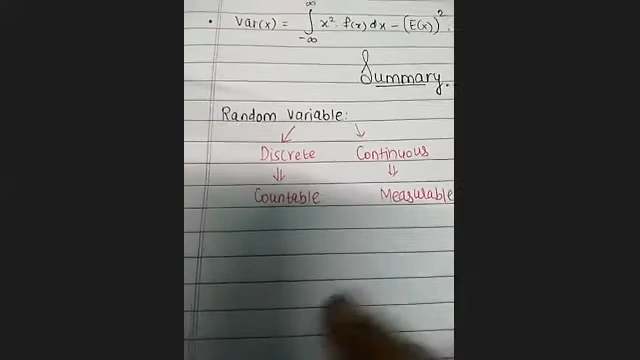 • Var(x) = ∫_{-∞}^{∞} x². f(x) dx - (E(x))².
Summary.
Random Variable:
Discrete Continuous
Countable Measurable